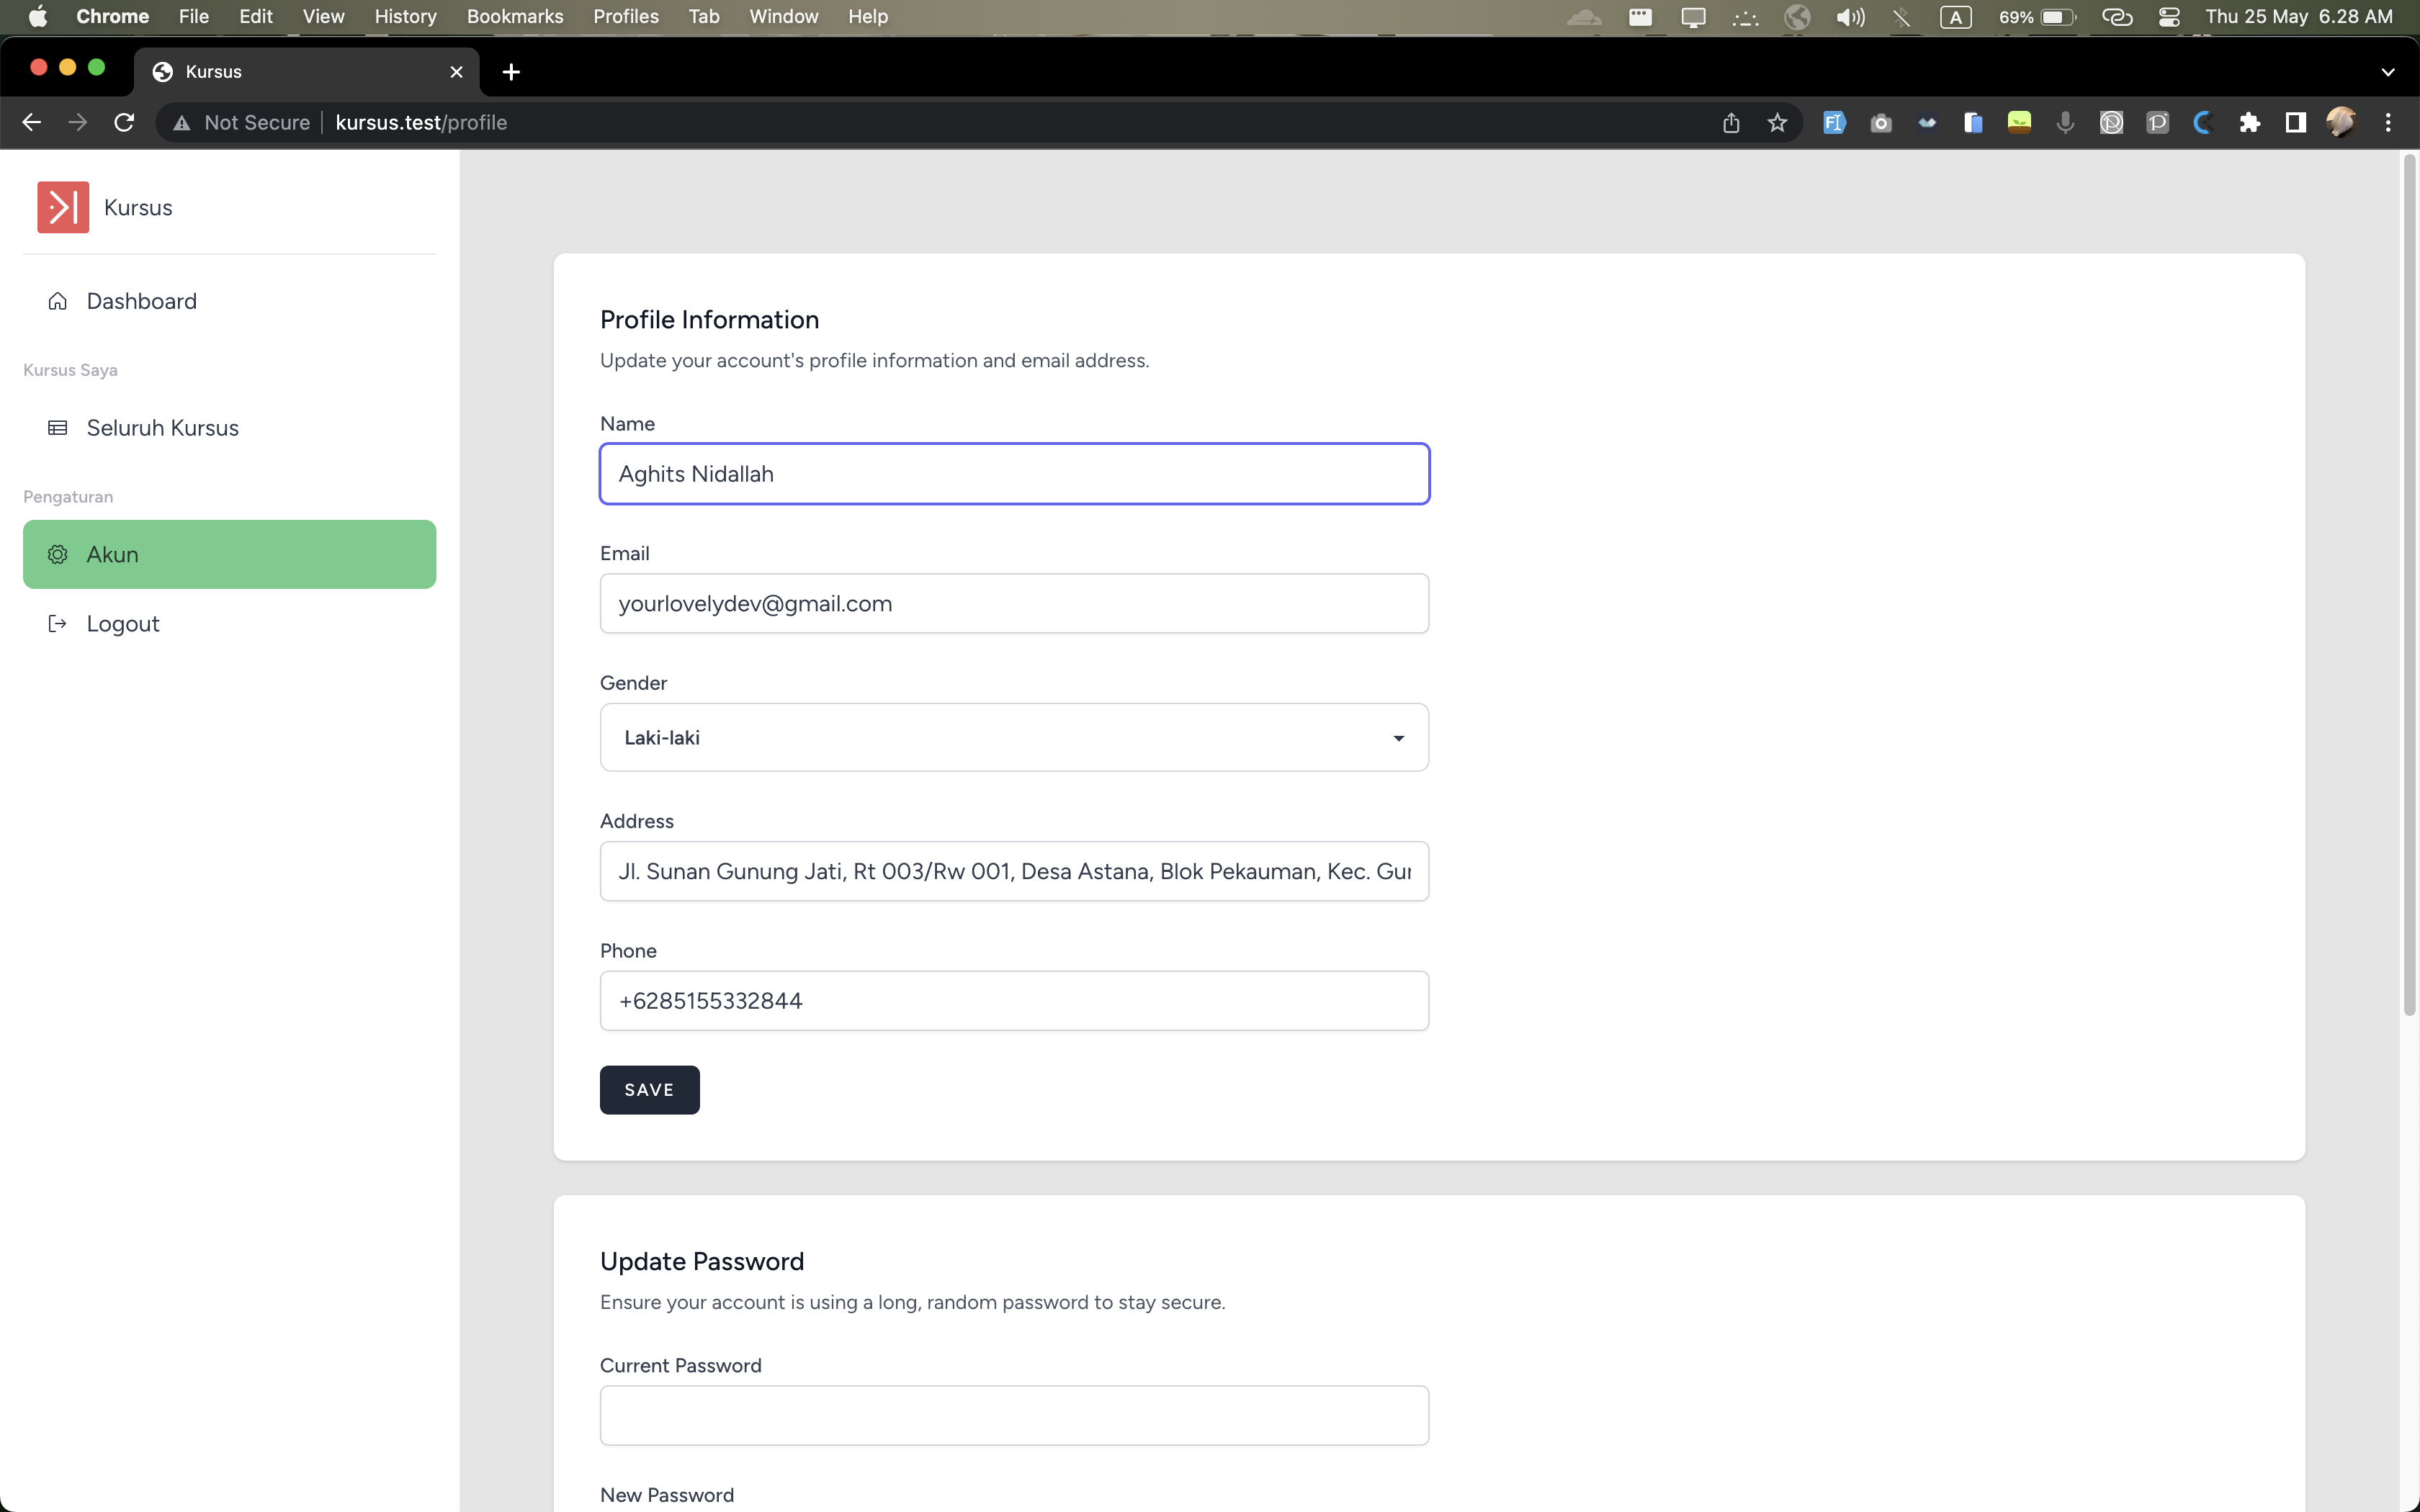 Chrome File Edit View History Bookmarks Profiles Tab Window Help A 69% Thu 25 May 6.28 AM
Kursus
Not Secure kursus.test/profile
Kursus
Dashboard
Kursus Saya
Seluruh Kursus
Pengaturan
Akun
Logout
Profile Information
Update your account's profile information and email address.
Name
Aghits Nidallah
Email
yourlovelydev@gmail.com
Gender
Laki-laki
Address
Jl. Sunan Gunung Jati, Rt 003/Rw 001, Desa Astana, Blok Pekauman, Kec. Gur
Phone
+6285155332844
SAVE
Update Password
Ensure your account is using a long, random password to stay secure.
Current Password
New Password